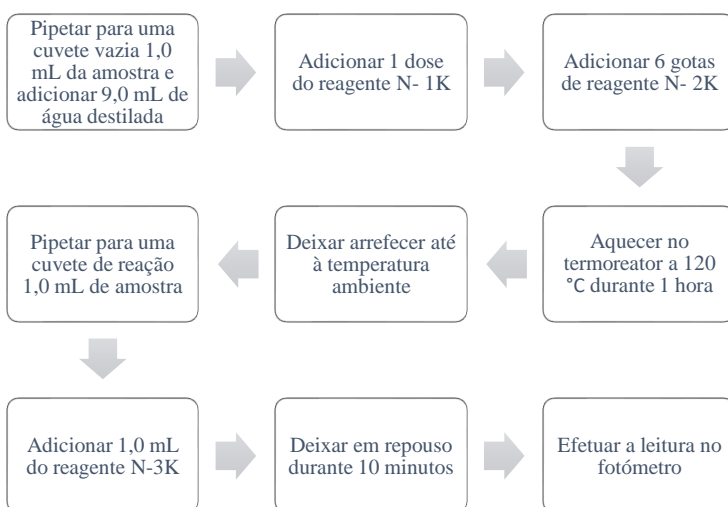 Pipetar para uma
cuvete vazia 1,0
mL da amostra e
adicionar 9,0 mL de
água destilada
Adicionar 1 dose
do reagente N- 1K
Adicionar 6 gotas
de reagente N- 2K
Aquecer no
termoreator a 120
°C durante 1 hora
Deixar arrefecer até
à temperatura
ambiente
Pipetar para uma
cuvete de reação
1,0 mL de amostra
Adicionar 1,0 mL
do reagente N-3K
Deixar em repouso
durante 10 minutos
Efetuar a leitura no
fotómetro